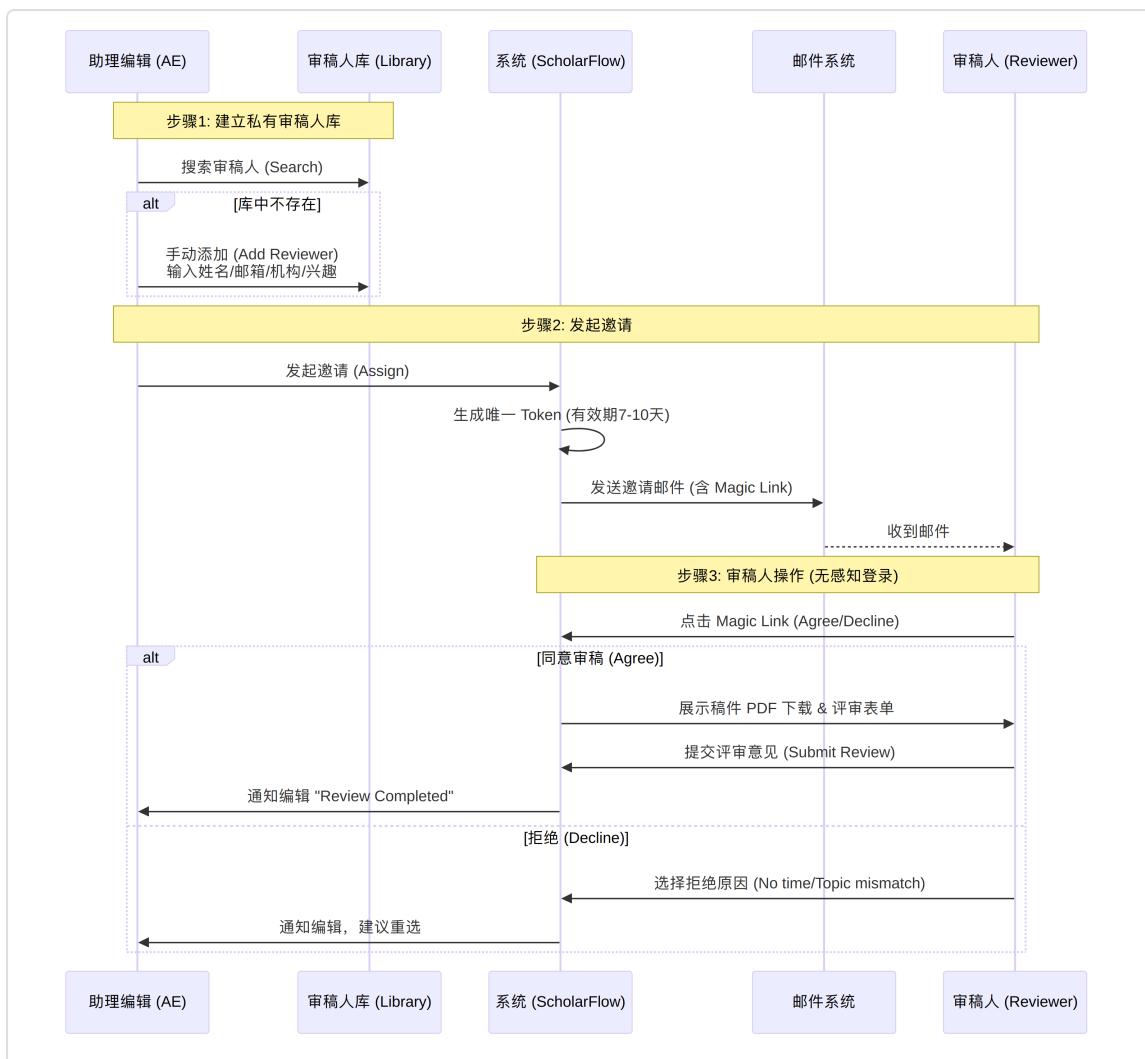 助理编辑 (AE)
审稿人库 (Library)
系统 (ScholarFlow)
邮件系统
审稿人 (Reviewer)
步骤1: 建立私有审稿人库
搜索审稿人 (Search)
alt
[库中不存在]
手动添加 (Add Reviewer)
输入姓名/邮箱/机构/兴趣
步骤2: 发起邀请
发起邀请 (Assign)
生成唯一 Token (有效期7-10天)
发送邀请邮件 (含 Magic Link)
收到邮件
步骤3: 审稿人操作 (无感知登录)
点击 Magic Link (Agree/Decline)
alt
[同意审稿 (Agree)]
展示稿件 PDF 下载 & 评审表单
提交评审意见 (Submit Review)
通知编辑 "Review Completed"
[拒绝 (Decline)]
选择拒绝原因 (No time/Topic mismatch)
通知编辑，建议重选
助理编辑 (AE)
审稿人库 (Library)
系统 (ScholarFlow)
邮件系统
审稿人 (Reviewer)